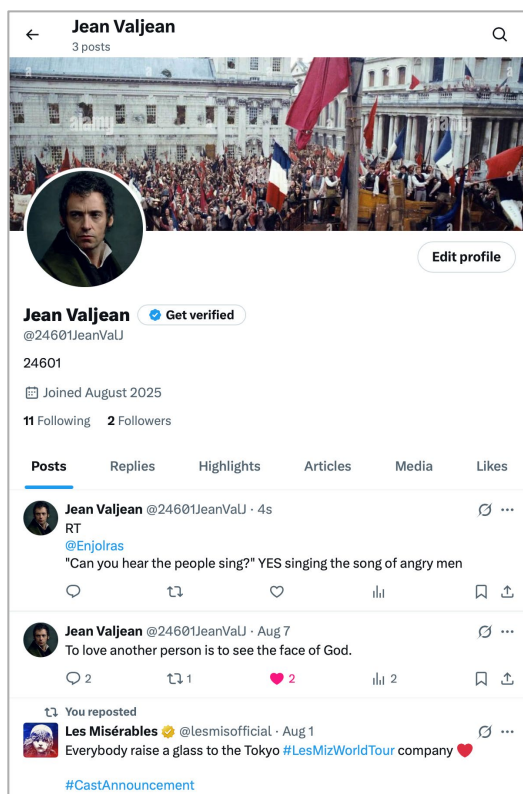 Jean Valjean
3 posts
alamy
alamy
a
a
Edit profile
Jean Valjean Get verified
@24601JeanValJ
24601
Joined August 2025
11 Following 2 Followers
Posts Replies Highlights Articles Media Likes
Jean Valjean @24601JeanValJ · 4s
RT
@Enjolras
"Can you hear the people sing?" YES singing the song of angry men
Jean Valjean @24601JeanValJ · Aug 7
To love another person is to see the face of God.
2 1 2 2
You reposted
Les Misérables @lesmisofficial · Aug 1
Everybody raise a glass to the Tokyo #LesMizWorldTour company ❤️
#CastAnnouncement